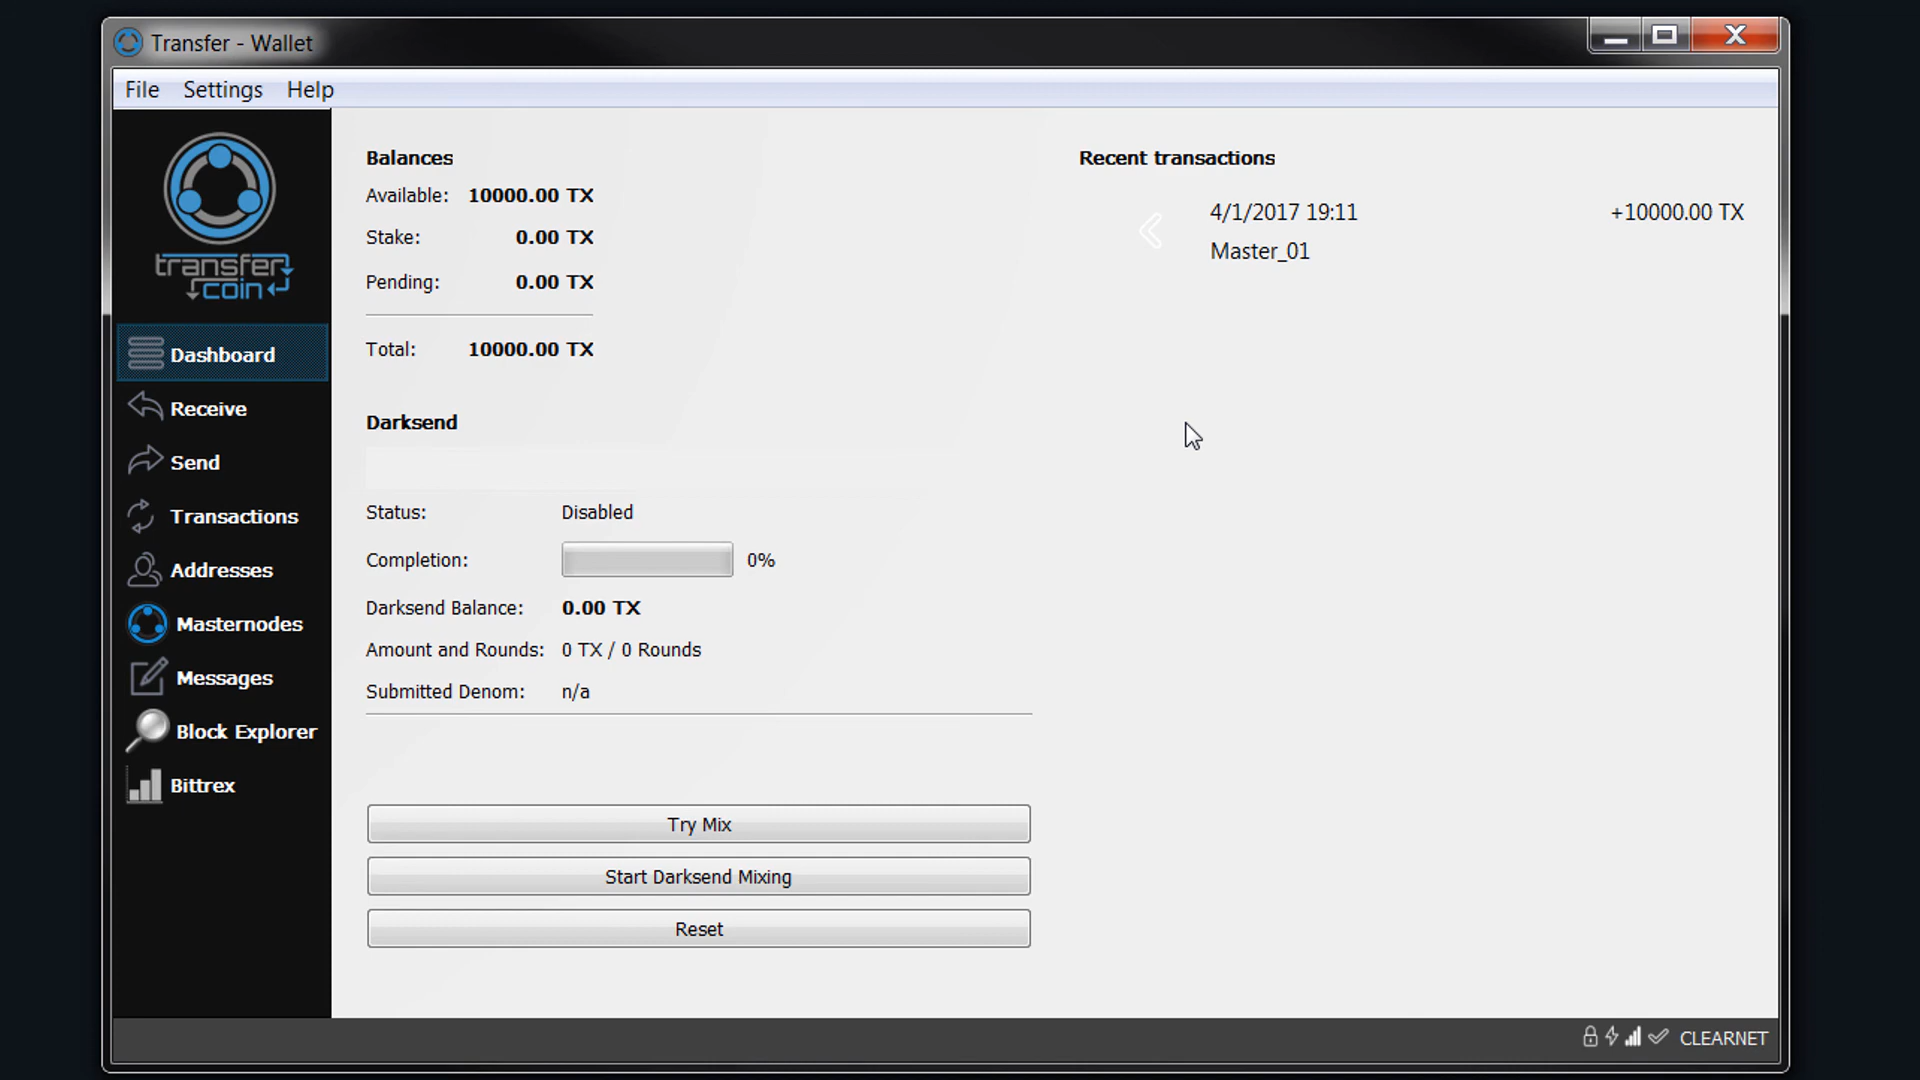 Transfer - Wallet
File Settings Help
transfer
coin
Dashboard
Receive
Send
Transactions
Addresses
Masternodes
Messages
Block Explorer
Bittrex
Balances
Available: 10000.00 TX
Stake: 0.00 TX
Pending: 0.00 TX
Total: 10000.00 TX
Darksend
Status: Disabled
Completion: 0%
Darksend Balance: 0.00 TX
Amount and Rounds: 0 TX / 0 Rounds
Submitted Denom: n/a
Try Mix
Start Darksend Mixing
Reset
Recent transactions
4/1/2017 19:11 +10000.00 TX
Master_01
CLEARNET